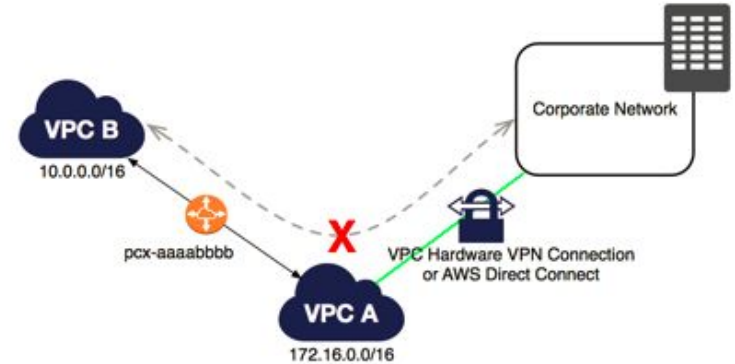 Corporate Network
VPC B
10.0.0.0/16
pcx-aaaabbbb
X
VPC Hardware VPN Connection
or AWS Direct Connect
VPC A
172.16.0.0/16